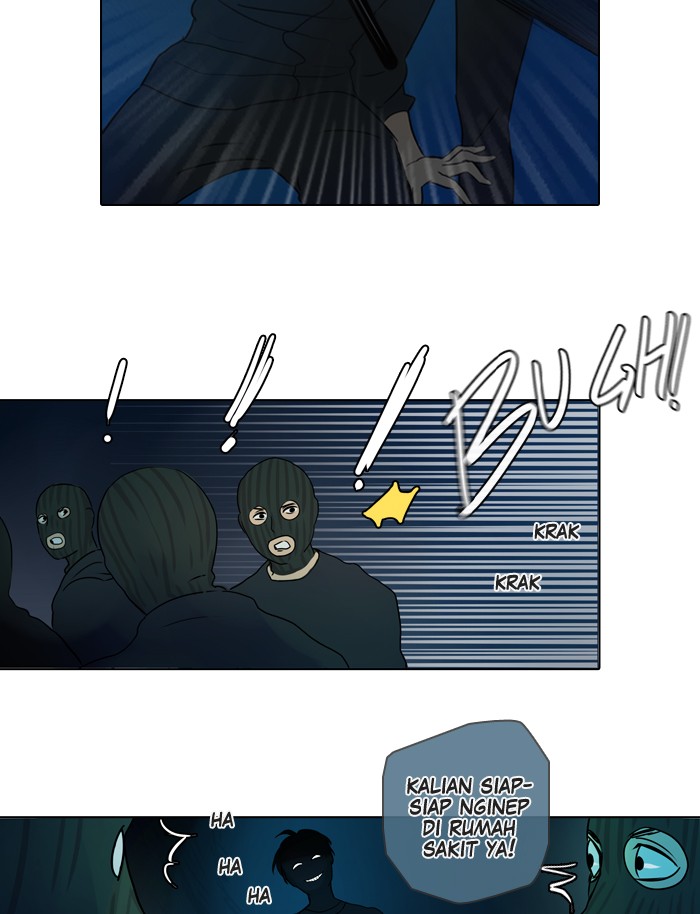 ! ! !
BUGH!!
KRAK
KRAK
KALIAN SIAP-
SIAP NGINEP
DI RUMAH
SAKIT YA!
HA
HA
HA